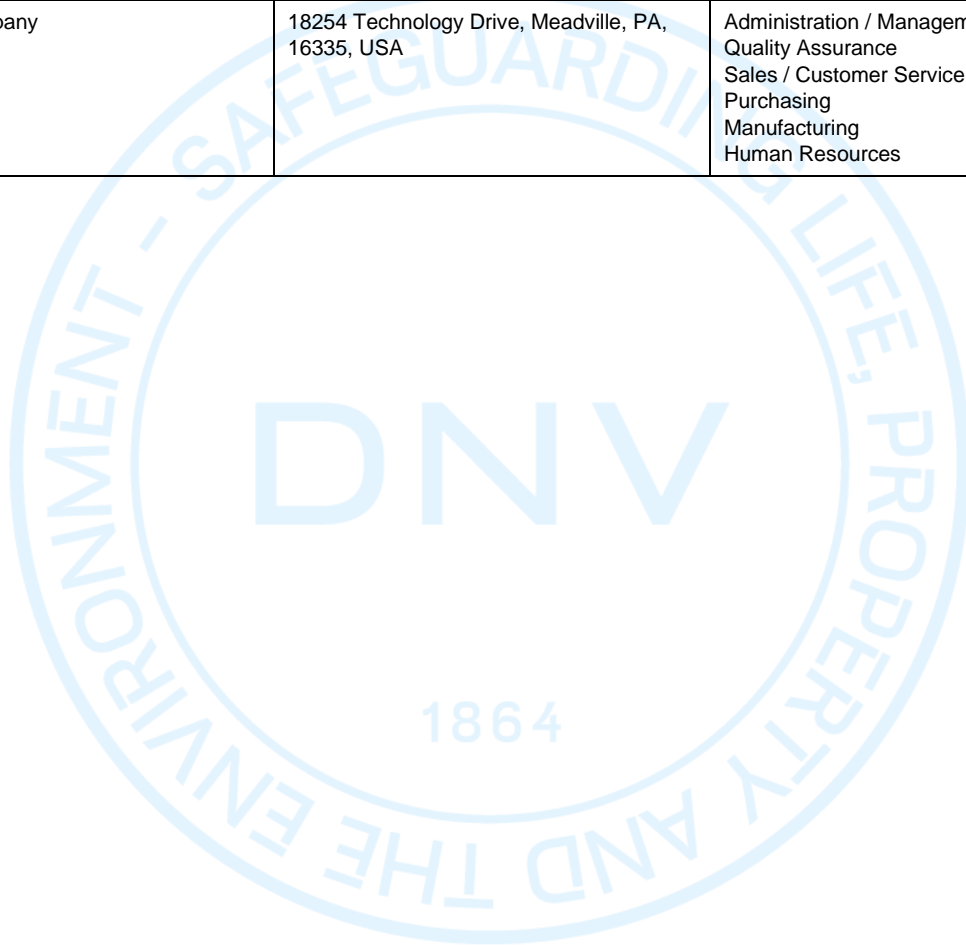 pany
18254 Technology Drive, Meadville, PA,
16335, USA
Administration / Managem
Quality Assurance
Sales / Customer Service
Purchasing
Manufacturing
Human Resources
SAFEGUARDING LIFE, PROPERTY AND THE ENVIRONMENT -
DNV
1864